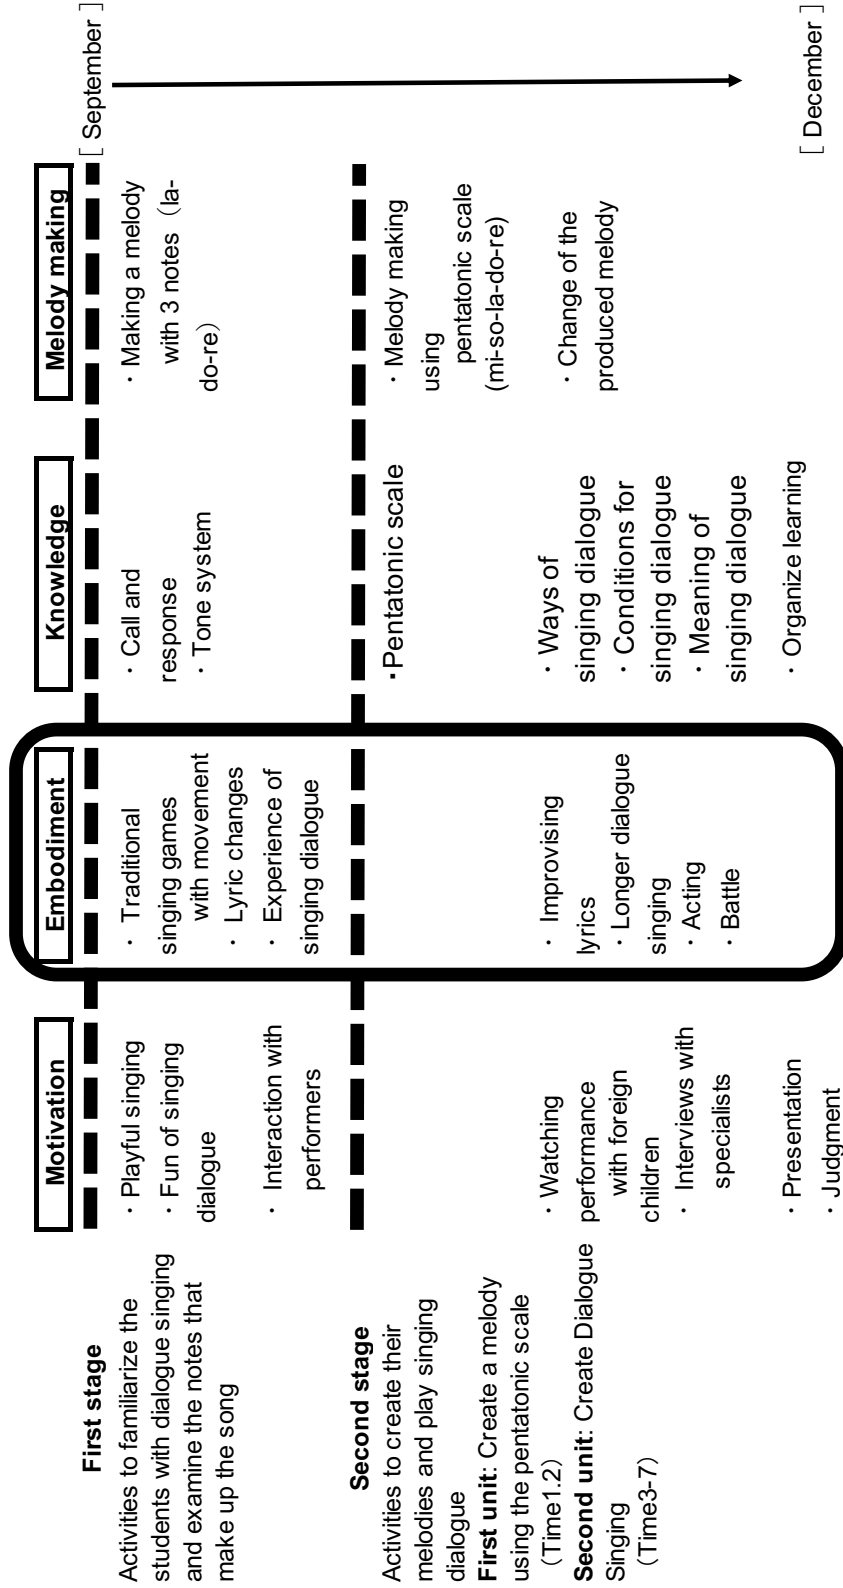 Motivation
Embodiment
Knowledge
Melody making
[ September ]
First stage
Activities to familiarize the
students with dialogue singing
and examine the notes that
make up the song
・Playful singing
・Fun of singing
dialogue
・Interaction with
performers
・Traditional
singing games
with movement
・Lyric changes
・Experience of
singing dialogue
・Call and
response
・Tone system
・Making a melody
with 3 notes（la-
do-re）
Second stage
Activities to create their
melodies and play singing
dialogue
First unit: Create a melody
using the pentatonic scale
（Time1.2）
Second unit: Create Dialogue
Singing
（Time3-7）
・Watching
performance
with foreign
children
・Interviews with
specialists
・Presentation
・Judgment
・Improvising
lyrics
・Longer dialogue
singing
・Acting
・Battle
・Pentatonic scale
・Ways of
singing dialogue
・Conditions for
singing dialogue
・Meaning of
singing dialogue
・Organize learning
・Melody making
using
pentatonic scale
(mi-so-la-do-re)
・Change of the
produced melody
[ December ]